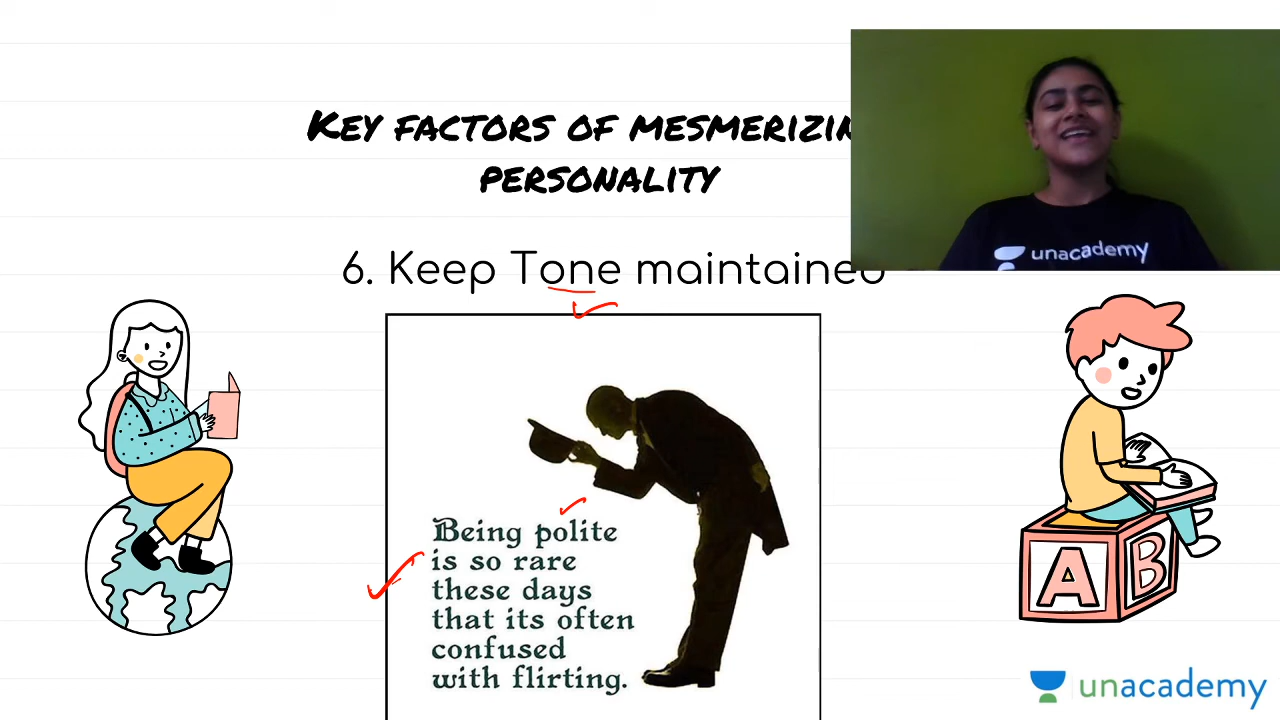 KEY FACTORS OF MESMERIZIN
PERSONALITY
6. Keep Tone maintained
unacademy
Being polite
is so rare
these days
that its often
confused
with flirting.
A B
unacademy